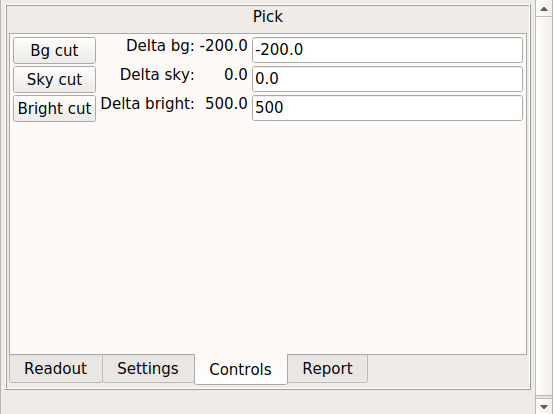 Pick
Bg cut Delta bg: -200.0 -200.0
Sky cut Delta sky: 0.0 0.0
Bright cut Delta bright: 500.0 500
Readout Settings Controls Report